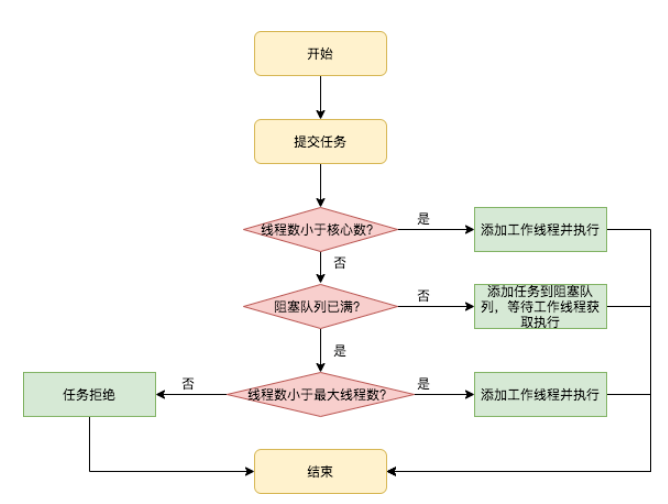 开始
提交任务
线程数小于核心数?
是
添加工作线程并执行
否
阻塞队列已满?
否
添加任务到阻塞队
列，等待工作线程获
取执行
是
任务拒绝
否
线程数小于最大线程数?
是
添加工作线程并执行
结束